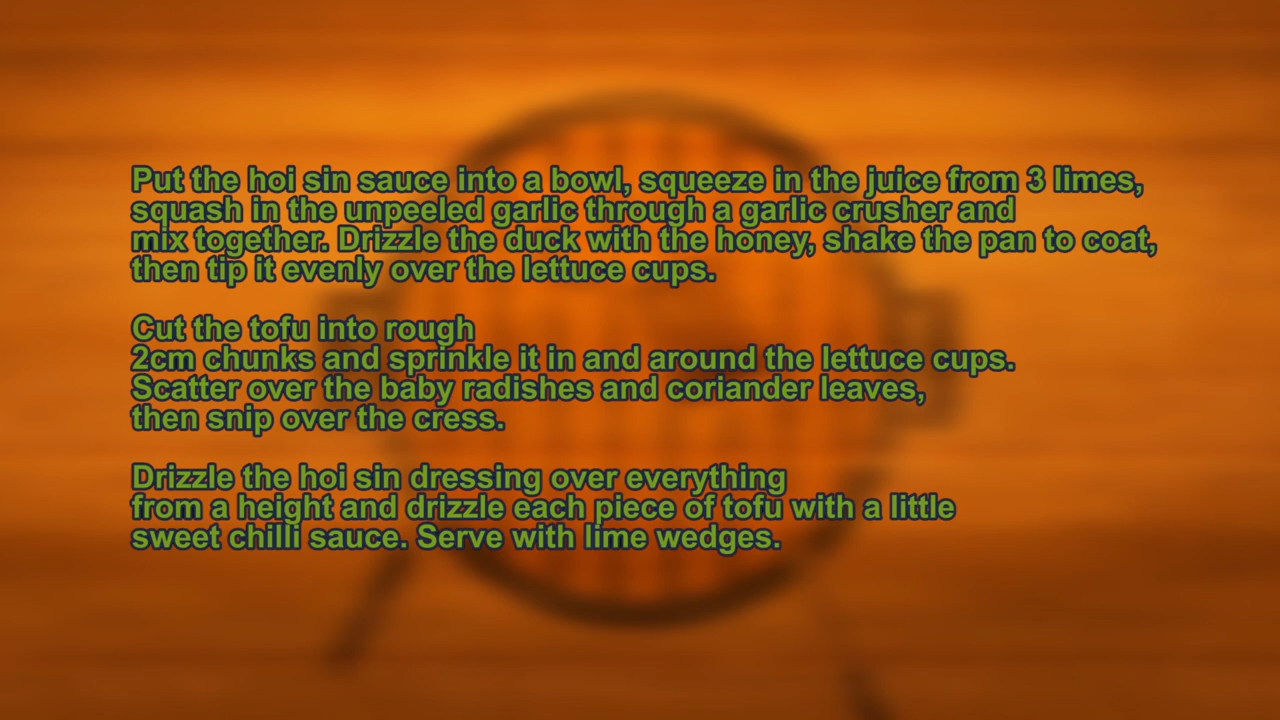 Put the hoi sin sauce into a bowl, squeeze in the juice from 3 limes,
squash in the unpeeled garlic through a garlic crusher and
mix together. Drizzle the duck with the honey, shake the pan to coat,
then tip it evenly over the lettuce cups.
Cut the tofu into rough
2cm chunks and sprinkle it in and around the lettuce cups.
Scatter over the baby radishes and coriander leaves,
then snip over the cress.
Drizzle the hoi sin dressing over everything
from a height and drizzle each piece of tofu with a little
sweet chilli sauce. Serve with lime wedges.